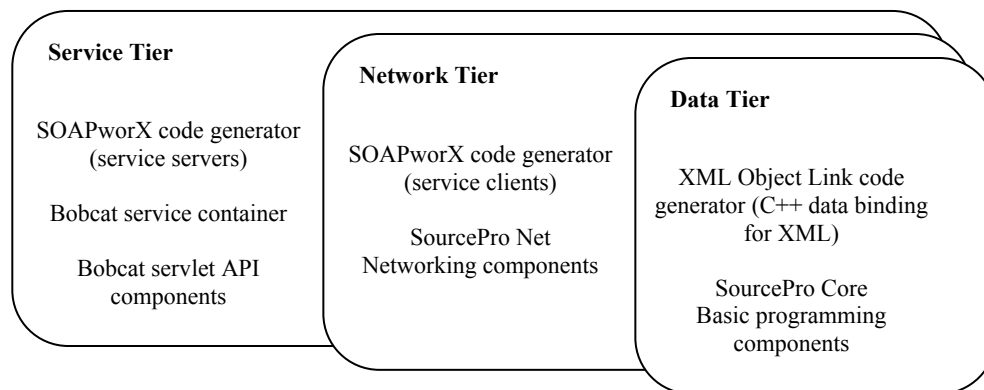 Service Tier
SOAPworX code generator
(service servers)
Bobcat service container
Bobcat servlet API
components
Network Tier
SOAPworX code generator
(service clients)
SourcePro Net
Networking components
Data Tier
XML Object Link code
generator (C++ data binding
for XML)
SourcePro Core
Basic programming
components